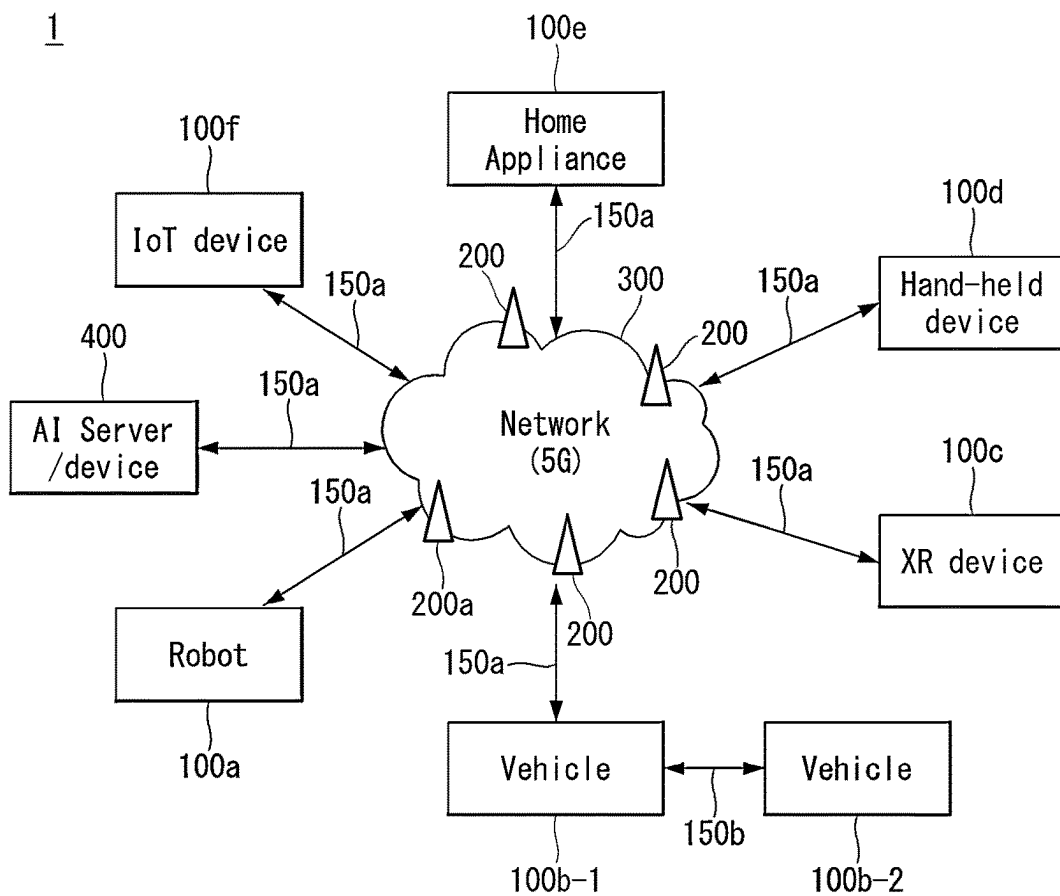 1
100e
Home
Appliance
100f
IoT device
150a
100d
Hand-held
device
200
300
150a
150a
200
400
AI Server
/device
150a
Network
(5G)
100c
XR device
150a
150a
200a
200
200
Robot
100a
150a
Vehicle
Vehicle
150b
100b-1
100b-2